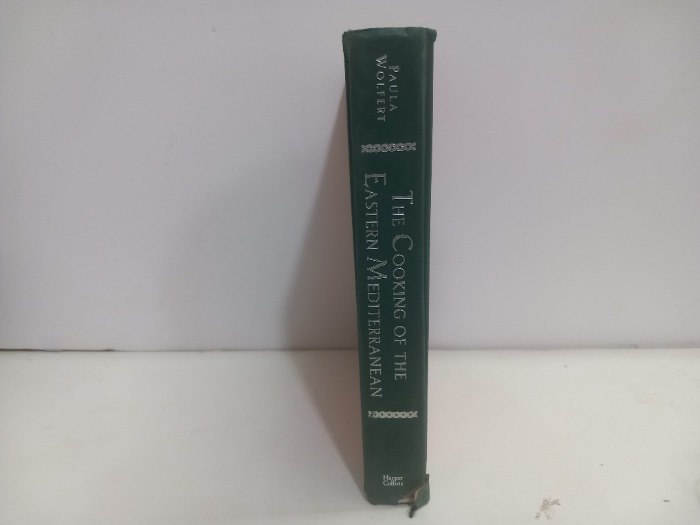 PAULA
WOLFERT
THE COOKING OF THE
EASTERN MEDITERRANEAN
Harper
Collins